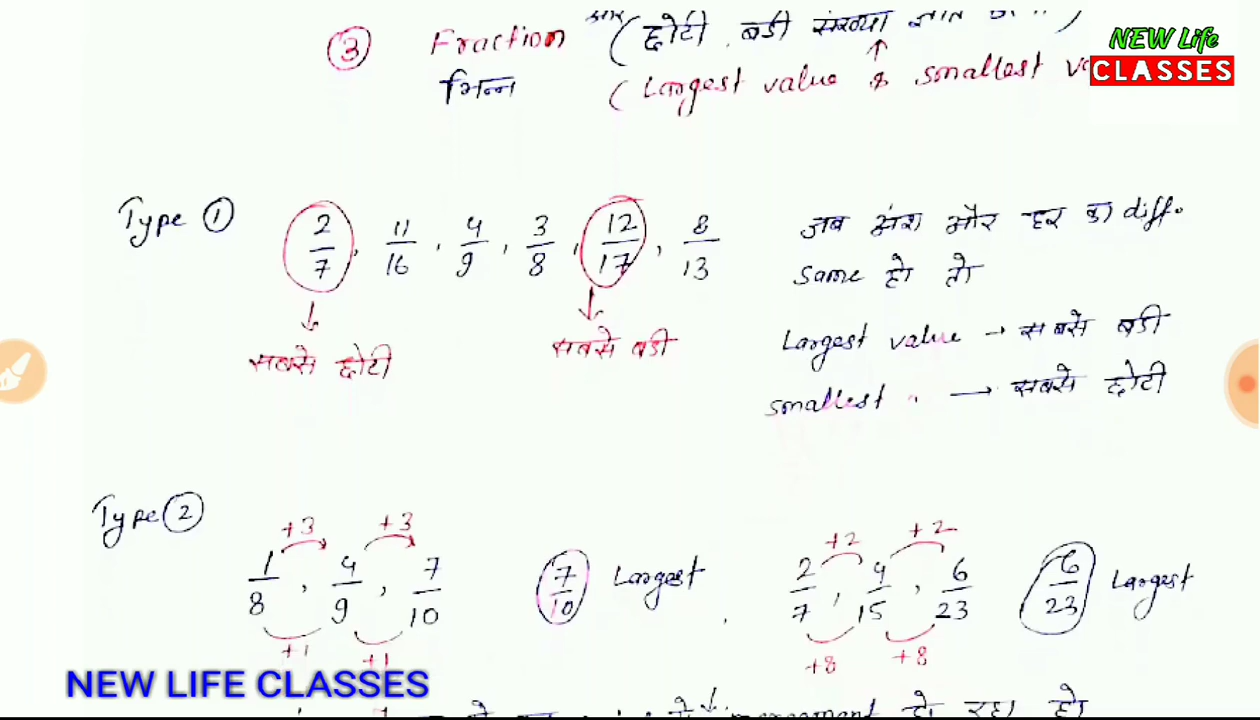 ③ Fraction (छोटी, बडी संख्या ज्ञात
भिन्न (Largest value & smallest
NEW Life
CLASSES
Type ① 2/7, 11/16, 4/9, 3/8, 12/17, 8/13 जब अंश और हर का diff.
same हो तो
सबसे छोटी सबसे बडी Largest value → सबसे बडी
smallest " → सबसे छोटी
Type ② +3 +3 +2 +2
1/8, 4/9, 7/10 7/10 Largest 2/7, 4/15, 6/23 6/23 Largest
+1 +1 +8 +8
NEW LIFE CLASSES
हो रहा हो